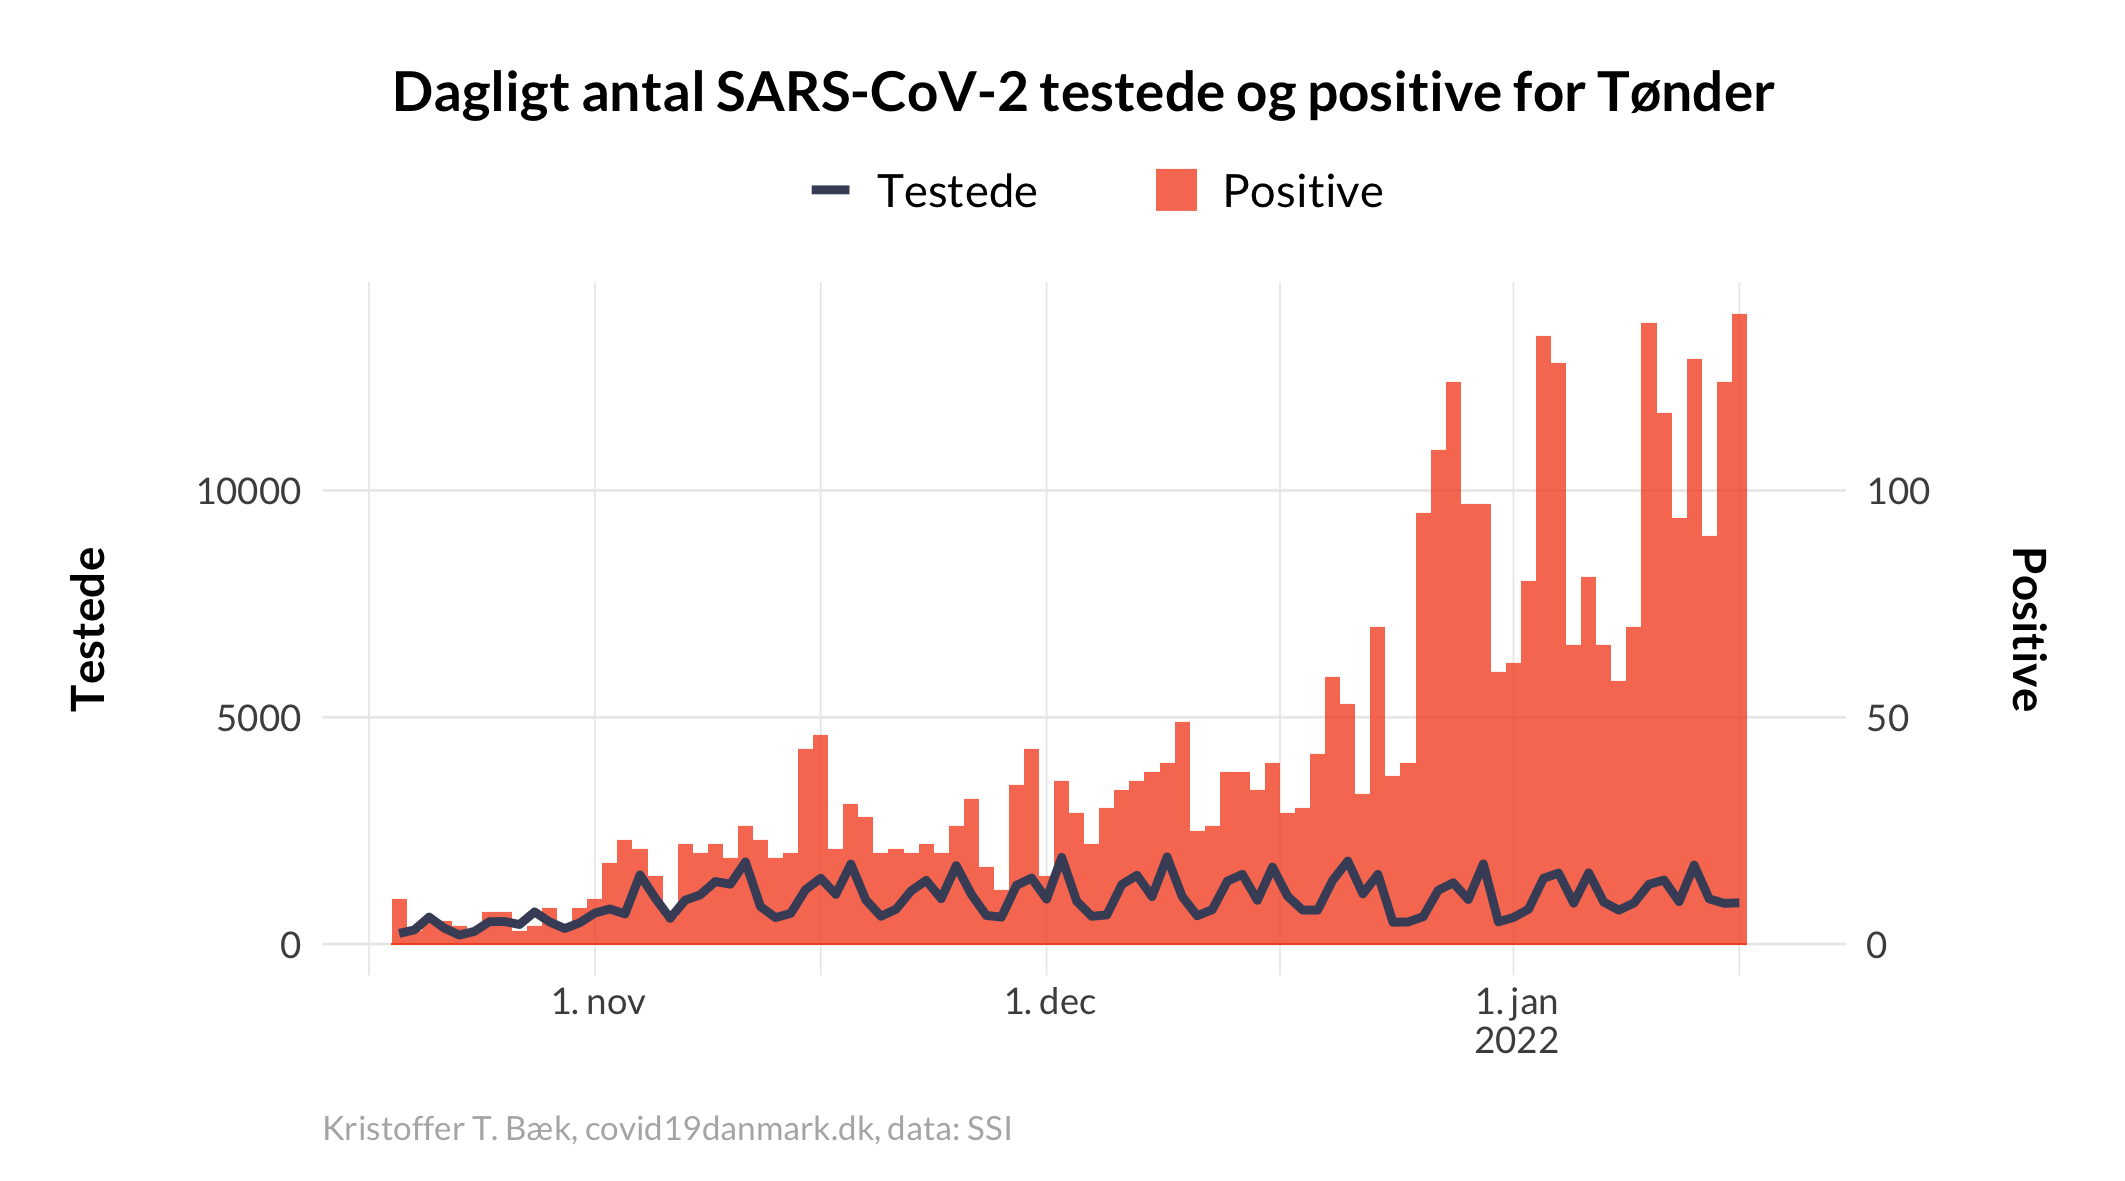 Dagligt antal SARS-CoV-2 testede og positive for Tønder
Testede
Positive
10000
5000
0
Testede
100
50
0
Positive
1. nov
1. dec
1. jan
2022
Kristoffer T. Bæk, covid19danmark.dk, data: SSI